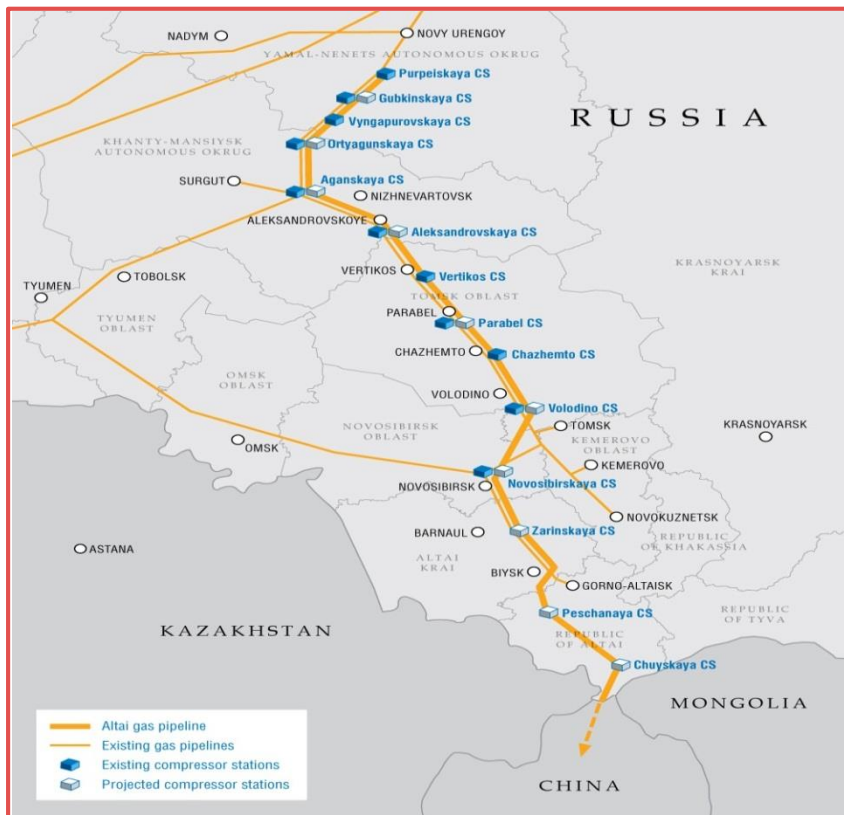 NADYM
NOVY URENGOY
YAMAL-NENETS AUTONOMOUS OKRUG
Purpeiskaya CS
Gubkinskaya CS
RUSSIA
Vyngapurovskaya CS
KHANTY-MANSIYSK
AUTONOMOUS OKRUG
Ortyagunskaya CS
SURGUT
Aganskaya CS
NIZHNEVARTOVSK
ALEKSANDROVSKOYE
Aleksandrovskaya CS
KRASNOYARSK
KRAI
VERTIKOS
Vertikos CS
TOBOLSK
TYUMEN
TOMSK OBLAST
TYUMEN
OBLAST
PARABEL
Parabel CS
CHAZHEMTO
Chazhemto CS
OMSK
OBLAST
VOLODINO
Volodino CS
NOVOSIBIRSK
OBLAST
TOMSK
KRASNOYARSK
OMSK
KEMEROVO
OBLAST
KEMEROVO
NOVOSIBIRSK
Novosibirskaya CS
NOVOKUZNETSK
BARNAUL
Zarinskaya CS
REPUBLIC
OF KHAKASSIA
ASTANA
ALTAI
KRAI
BIYSK
GORNO-ALTAISK
Peschanaya CS
REPUBLIC
OF TYVA
KAZAKHSTAN
REPUBLIC
OF ALTAI
Chuyskaya CS
MONGOLIA
CHINA
Altai gas pipeline
Existing gas pipelines
Existing compressor stations
Projected compressor stations